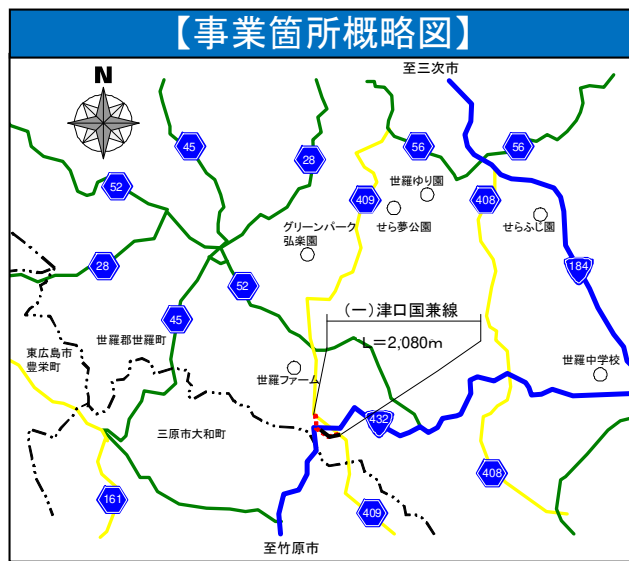 【事業箇所概略図】
至三次市
N
45
56
56
28
52
世羅ゆり園
409
408
せら夢公園
せらふじ園
グリーンパーク
弘楽園
28
184
52
(一)津口国兼線
45
世羅郡世羅町
L=2,080m
東広島市
豊栄町
世羅ファーム
世羅中学校
432
三原市大和町
408
161
409
至竹原市